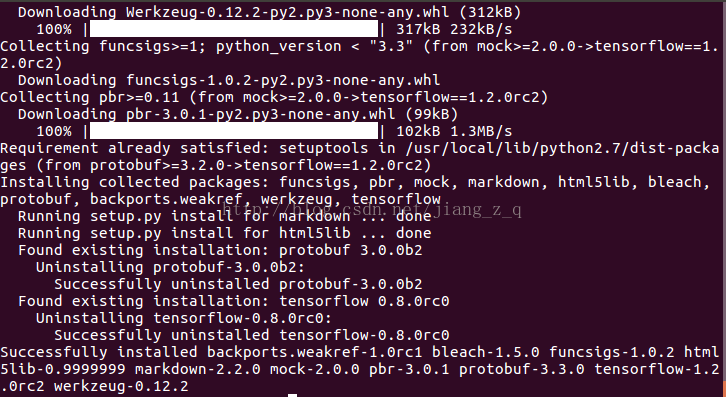 Downloading Werkzeug-0.12.2-py2.py3-none-any.whl (312kB)
100% |                                | 317kB 232kB/s
Collecting funcsigs>=1; python_version < "3.3" (from mock>=2.0.0->tensorflow==1.
2.0rc2)
Downloading funcsigs-1.0.2-py2.py3-none-any.whl
Collecting pbr>=0.11 (from mock>=2.0.0->tensorflow==1.2.0rc2)
Downloading pbr-3.0.1-py2.py3-none-any.whl (99kB)
100% |                                | 102kB 1.3MB/s
Requirement already satisfied: setuptools in /usr/local/lib/python2.7/dist-packa
ges (from protobuf>=3.2.0->tensorflow==1.2.0rc2)
Installing collected packages: funcsigs, pbr, mock, markdown, html5lib, bleach,
protobuf, backports.weakref, werkzeug, tensorflow
Running setup.py install for markdown ... done
http://blog.csdn.net/jiang_z_q
Running setup.py install for html5lib ... done
Found existing installation: protobuf 3.0.0b2
Uninstalling protobuf-3.0.0b2:
Successfully uninstalled protobuf-3.0.0b2
Found existing installation: tensorflow 0.8.0rc0
Uninstalling tensorflow-0.8.0rc0:
Successfully uninstalled tensorflow-0.8.0rc0
Successfully installed backports.weakref-1.0rc1 bleach-1.5.0 funcsigs-1.0.2 html
5lib-0.9999999 markdown-2.2.0 mock-2.0.0 pbr-3.0.1 protobuf-3.3.0 tensorflow-1.2
.0rc2 werkzeug-0.12.2